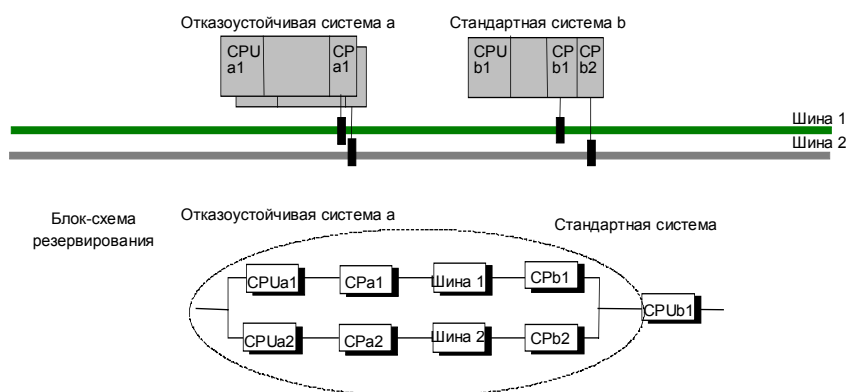 Отказоустойчивая система a
Стандартная система b
CPU
a1
CP
a1
CPU
b1
CP
b1
CP
b2
Шина 1
Шина 2
Блок-схема
резервирования
Отказоустойчивая система a
Стандартная система
CPUa1
CPa1
Шина 1
CPb1
CPUb1
CPUa2
CPa2
Шина 2
CPb2